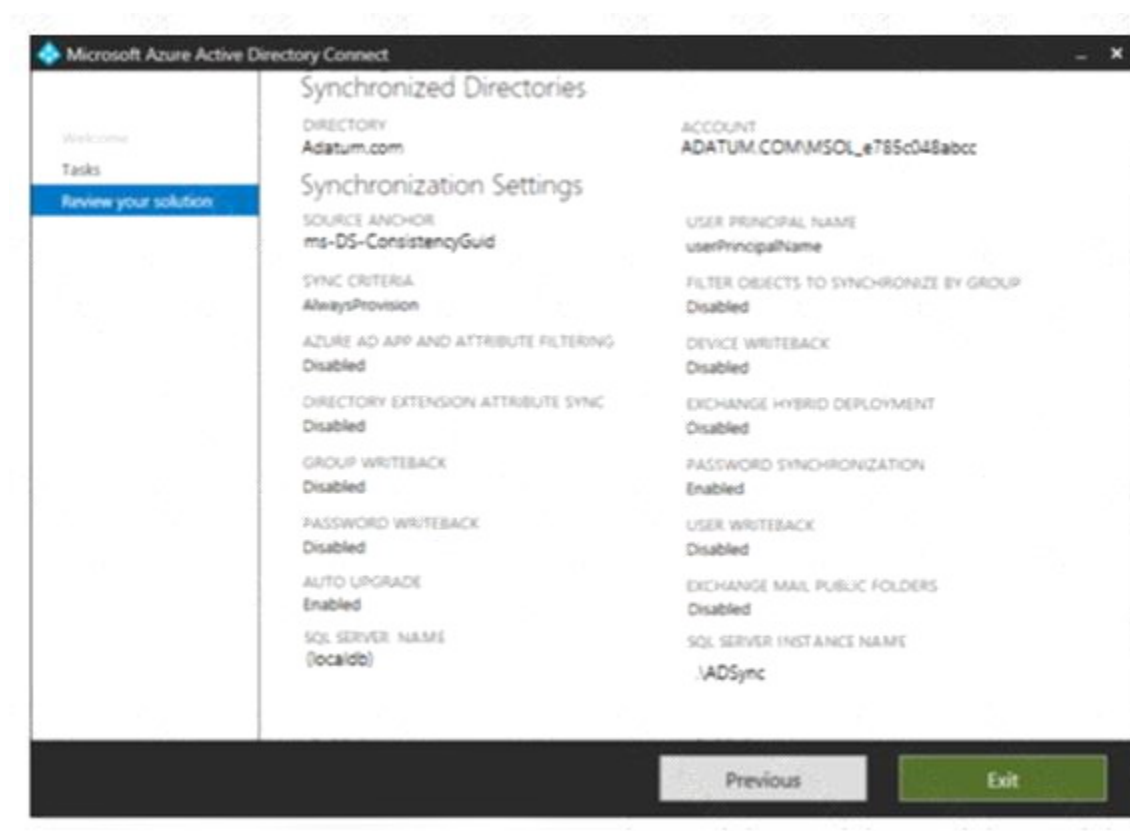 Microsoft Azure Active Directory Connect
Welcome
Tasks
Review your solution
Synchronized Directories
DIRECTORY
Adatum.com
ACCOUNT
ADATUM.COM\MSOL_e785c048abcc
Synchronization Settings
SOURCE ANCHOR
ms-DS-ConsistencyGuid
USER PRINCIPAL NAME
userPrincipalName
SYNC CRITERIA
AlwaysProvision
FILTER OBJECTS TO SYNCHRONIZE BY GROUP
Disabled
AZURE AD APP AND ATTRIBUTE FILTERING
Disabled
DEVICE WRITEBACK
Disabled
DIRECTORY EXTENSION ATTRIBUTE SYNC
Disabled
EXCHANGE HYBRID DEPLOYMENT
Disabled
GROUP WRITEBACK
Disabled
PASSWORD SYNCHRONIZATION
Enabled
PASSWORD WRITEBACK
Disabled
USER WRITEBACK
Disabled
AUTO UPGRADE
Enabled
EXCHANGE MAIL PUBLIC FOLDERS
Disabled
SQL SERVER NAME
(localdb)
SQL SERVER INSTANCE NAME
.\ADSync
Previous
Exit